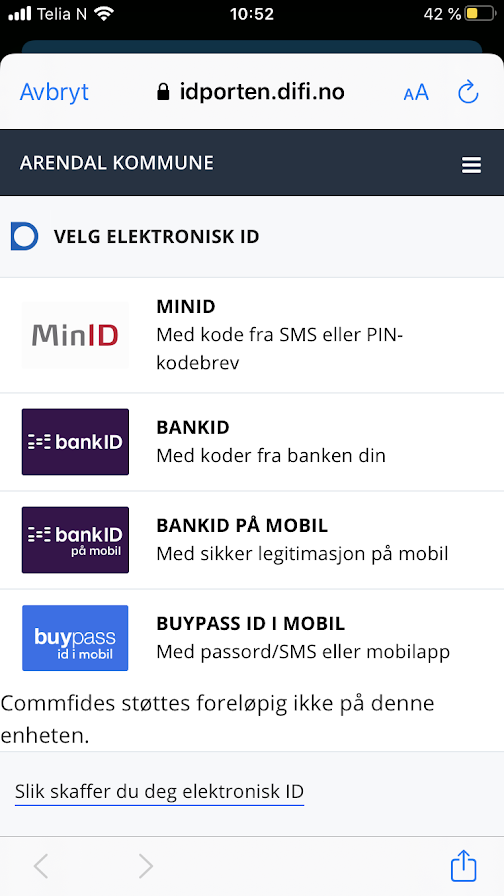 Telia N 10:52 42 %
Avbryt idporten.difi.no AA
ARENDAL KOMMUNE
VELG ELEKTRONISK ID
MinID
MINID
Med kode fra SMS eller PIN-
kodebrev
bankID
BANKID
Med koder fra banken din
bankID
på mobil
BANKID PÅ MOBIL
Med sikker legitimasjon på mobil
buypass
id i mobil
BUYPASS ID I MOBIL
Med passord/SMS eller mobilapp
Commfides støttes foreløpig ikke på denne
enheten.
Slik skaffer du deg elektronisk ID